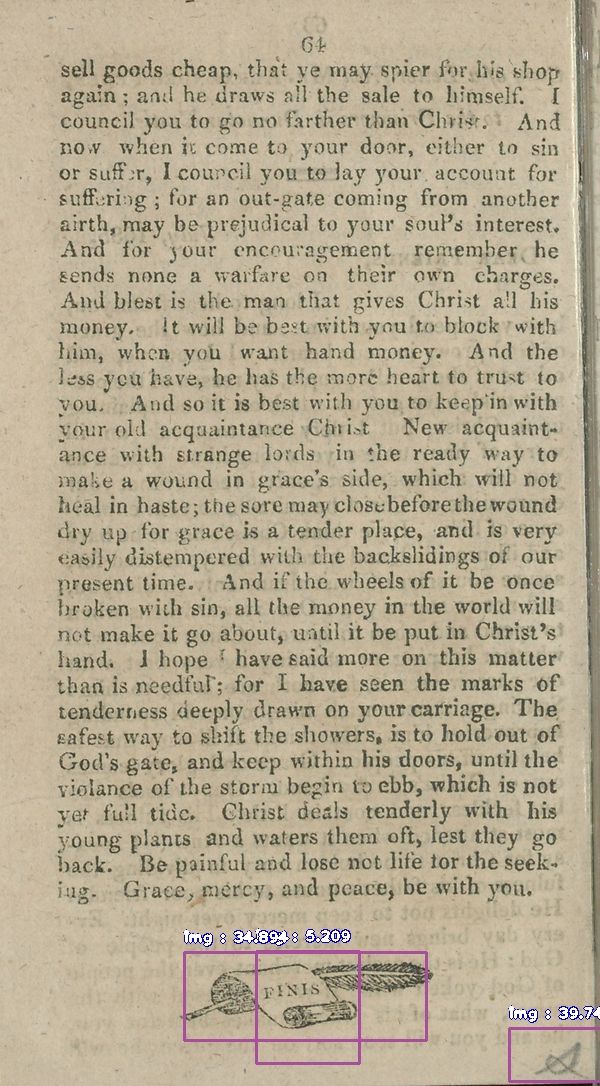 64
sell goods cheap, that ye may spier for his shop
again; and he draws all the sale to himself. I
council you to go no farther than Christ. And
now when it come to your door, either to sin
or suffer, I council you to lay your account for
suffering; for an out-gate coming from another
airth, may be prejudical to your soul's interest.
And for your encouragement remember he
sends none a warfare on their own charges.
And blest is the man that gives Christ all his
money. It will be best with you to block with
him, when you want hand money. And the
less you have, he has the more heart to trust to
you. And so it is best with you to keep in with
your old acquaintance Christ New acquaint-
ance with strange lords in the ready way to
make a wound in grace's side, which will not
heal in haste; the sore may close before the wound
dry up for grace is a tender place, and is very
easily distempered with the backslidings of our
present time. And if the wheels of it be once
broken with sin, all the money in the world will
not make it go about, until it be put in Christ's
hand. I hope I have said more on this matter
than is needful; for I have seen the marks of
tenderness deeply drawn on your carriage. The
safest way to shift the showers, is to hold out of
God's gate, and keep within his doors, until the
violance of the storm begin to ebb, which is not
yet full tide. Christ deals tenderly with his
young plants and waters them oft, lest they go
back. Be painful and lose not life for the seek-
ing. Grace, mercy, and peace, be with you.
img : 34.894 : 5.209
FINIS
img : 39.74